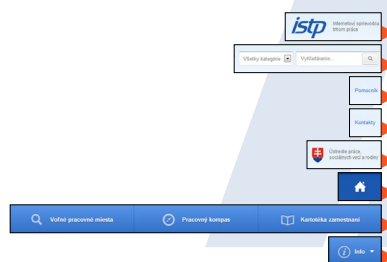 istp
Internetový sprievodca
trhom práce
Všetky kategórie
Vyhľadávanie...
Pomocník
Kontakty
Ústredie práce,
sociálnych vecí a rodiny
Voľné pracovné miesta
Pracovný kompas
Kartotéka zamestnaní
Info